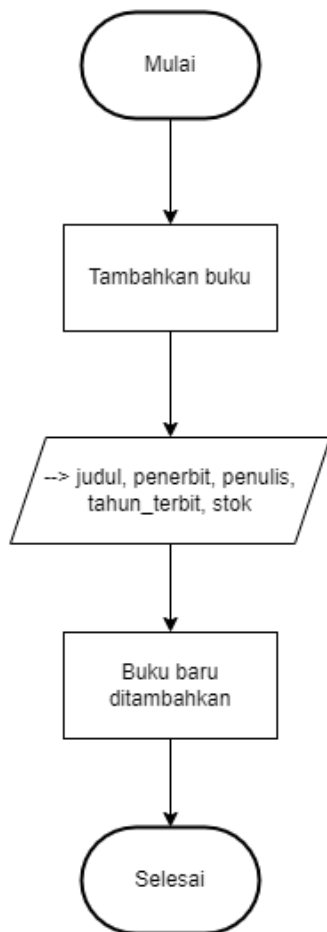 Mulai
Tambahkan buku
--> judul, penerbit, penulis,
tahun_terbit, stok
Buku baru
ditambahkan
Selesai